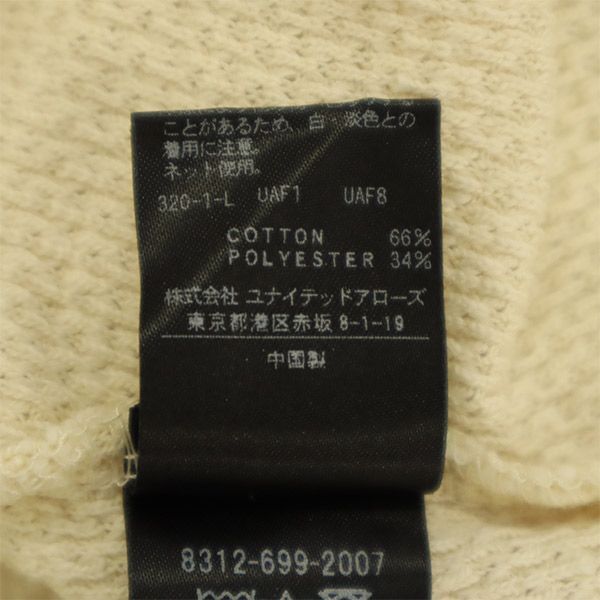 ことがあるため、白・淡色との
着用に注意。
ネット使用。
320-1-L UAF1 UAF8
COTTON 66%
POLYESTER 34%
株式会社 ユナイテッドアローズ
東京都港区赤坂 8-1-19
中国製
8312-699-2007